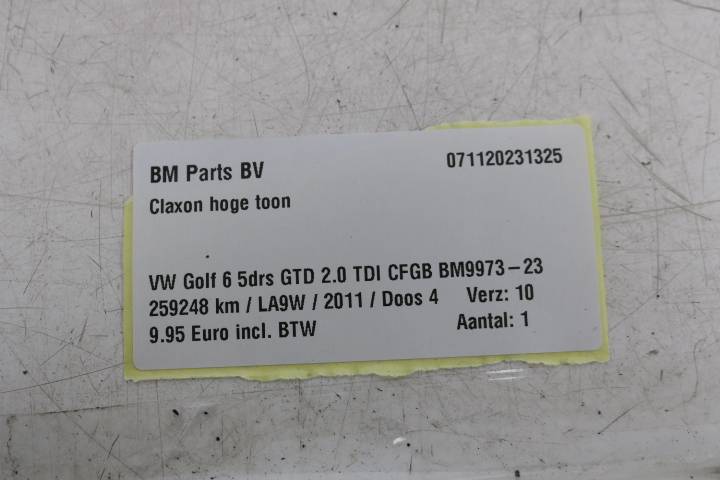 BM Parts BV 071120231325
Claxon hoge toon
VW Golf 6 5drs GTD 2.0 TDI CFGB BM9973-23
259248 km / LA9W / 2011 / Doos 4 Verz: 10
9.95 Euro incl. BTW Aantal: 1